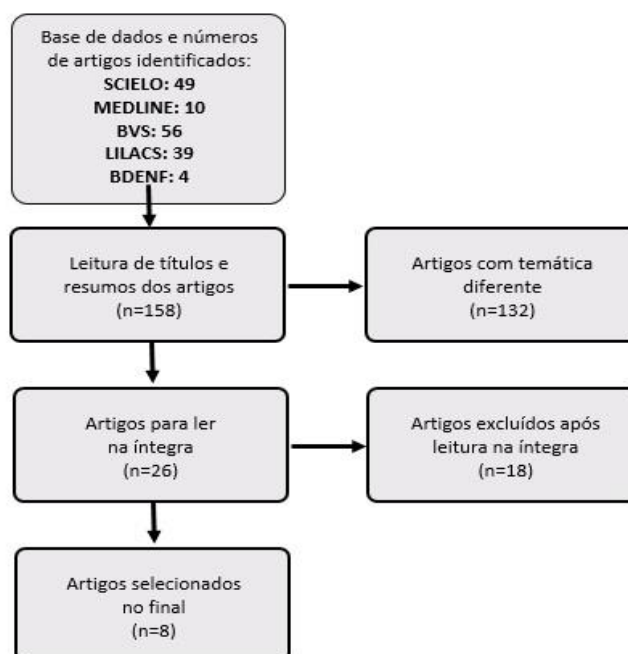 Base de dados e números
de artigos identificados:
SCIELO: 49
MEDLINE: 10
BVS: 56
LILACS: 39
BDENF: 4
Leitura de títulos e
resumos dos artigos
(n=158)
Artigos com temática
diferente
(n=132)
Artigos para ler
na íntegra
(n=26)
Artigos excluídos após
leitura na íntegra
(n=18)
Artigos selecionados
no final
(n=8)